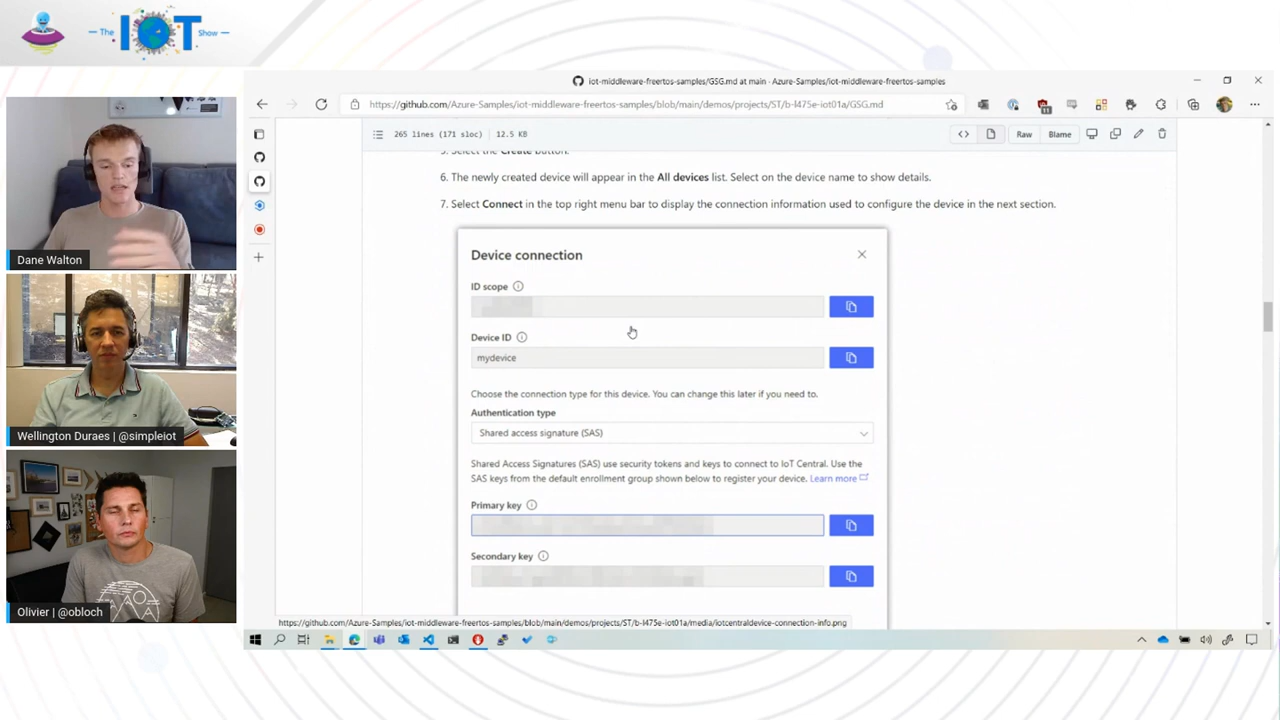 The IOT Show
iot-middleware-freertos-samples/GSG.md at main · Azure-Samples/iot-middleware-freertos-samples
https://github.com/Azure-Samples/iot-middleware-freertos-samples/blob/main/demos/projects/ST/b-l475e-iot01a/GSG.md
11
265 lines (171 sloc) | 12.5 KB
Raw
Blame
5. Select the Create button.
6. The newly created device will appear in the All devices list. Select on the device name to show details.
7. Select Connect in the top right menu bar to display the connection information used to configure the device in the next section.
Device connection
ID scope
Device ID
mydevice
Choose the connection type for this device. You can change this later if you need to.
Authentication type
Shared access signature (SAS)
Shared Access Signatures (SAS) use security tokens and keys to connect to IoT Central. Use the
SAS keys from the default enrollment group shown below to register your device. Learn more
Primary key
Secondary key
https://github.com/Azure-Samples/iot-middleware-freertos-samples/blob/main/demos/projects/ST/b-l475e-iot01a/media/iotcentraldevice-connection-info.png
Dane Walton
Wellington Duraes | @simpleiot
Olivier | @obloch